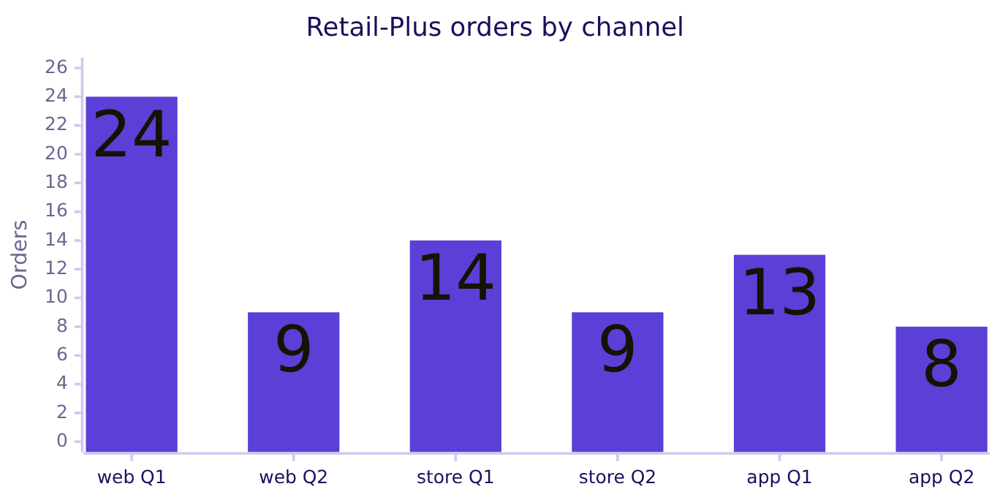 Retail-Plus orders by channel
Orders
26
24
22
20
18
16
14
12
10
8
6
4
2
0
24
9
14
9
13
8
web Q1
web Q2
store Q1
store Q2
app Q1
app Q2